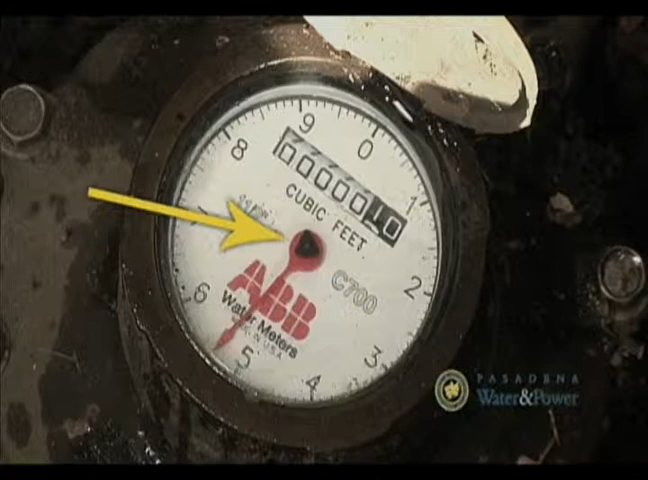 9
8
0
000000
1
CUBIC FEET
2
C700
6
ABB
Water Meters
IN U.S.A
5
4
3
PASADENA
Water&Power